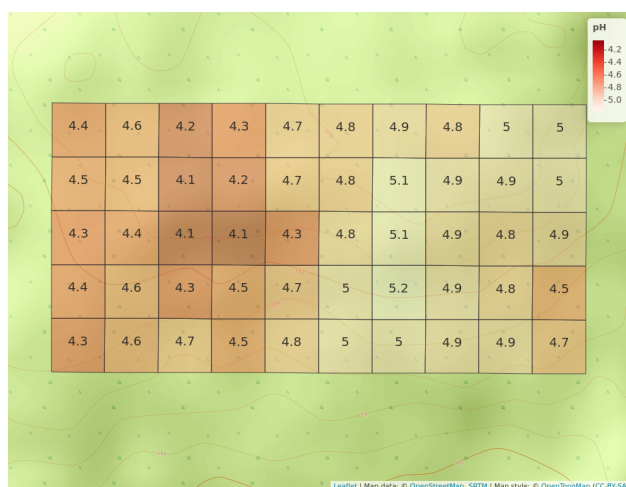 pH
4.2
4.4
4.6
4.8
5.0
4.4 4.6 4.2 4.3 4.7 4.8 4.9 4.8 5 5
4.5 4.5 4.1 4.2 4.7 4.8 5.1 4.9 4.9 5
4.3 4.4 4.1 4.1 4.3 4.8 5.1 4.9 4.8 4.9
4.4 4.6 4.3 4.5 4.7 5 5.2 4.9 4.8 4.5
4.3 4.6 4.7 4.5 4.8 5 5 4.9 4.9 4.7
Leaflet | Map data: © OpenStreetMap, SRTM | Map style: © OpenTopoMap (CC-BY-SA